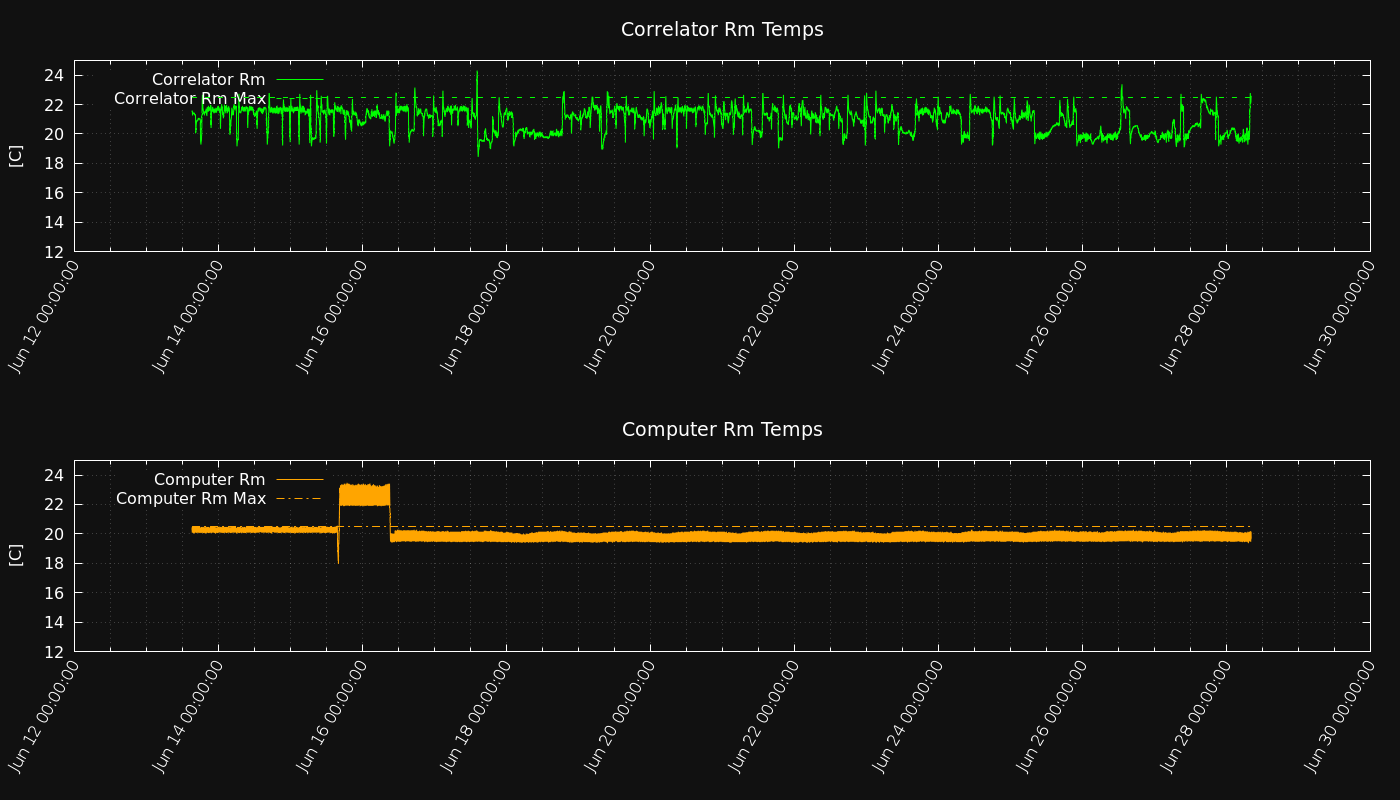 Correlator Rm Temps
Correlator Rm
Correlator Rm Max
[C]
24
22
20
18
16
14
12
Jun 12 00:00:00
Jun 14 00:00:00
Jun 16 00:00:00
Jun 18 00:00:00
Jun 20 00:00:00
Jun 22 00:00:00
Jun 24 00:00:00
Jun 26 00:00:00
Jun 28 00:00:00
Jun 30 00:00:00
Computer Rm Temps
Computer Rm
Computer Rm Max
[C]
24
22
20
18
16
14
12
Jun 12 00:00:00
Jun 14 00:00:00
Jun 16 00:00:00
Jun 18 00:00:00
Jun 20 00:00:00
Jun 22 00:00:00
Jun 24 00:00:00
Jun 26 00:00:00
Jun 28 00:00:00
Jun 30 00:00:00